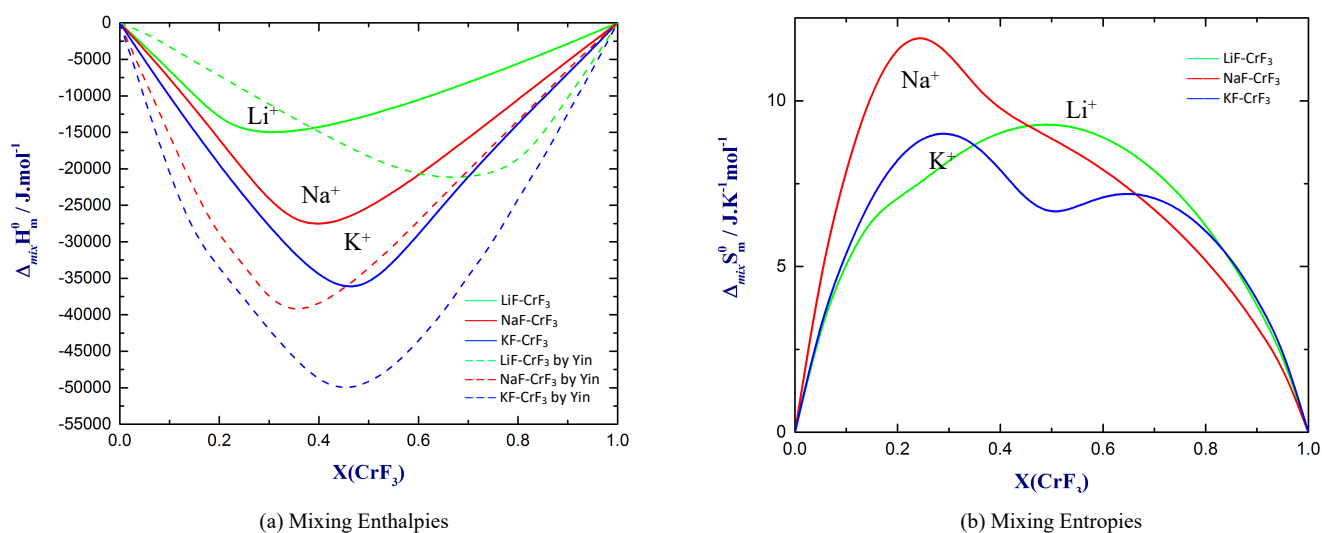 0
-5000
-10000
-15000
-20000
-25000
-30000
-35000
-40000
-45000
-50000
-55000
Δ_mix H⁰_m / J.mol⁻¹
Li⁺
Na⁺
K⁺
LiF-CrF₃
NaF-CrF₃
KF-CrF₃
LiF-CrF₃ by Yin
NaF-CrF₃ by Yin
KF-CrF₃ by Yin
0.0 0.2 0.4 0.6 0.8 1.0
X(CrF₃)
(a) Mixing Enthalpies
10
5
0
Δ_mix S⁰_m / J.K⁻¹mol⁻¹
Na⁺
Li⁺
K⁺
LiF-CrF₃
NaF-CrF₃
KF-CrF₃
0.0 0.2 0.4 0.6 0.8 1.0
X(CrF₃)
(b) Mixing Entropies